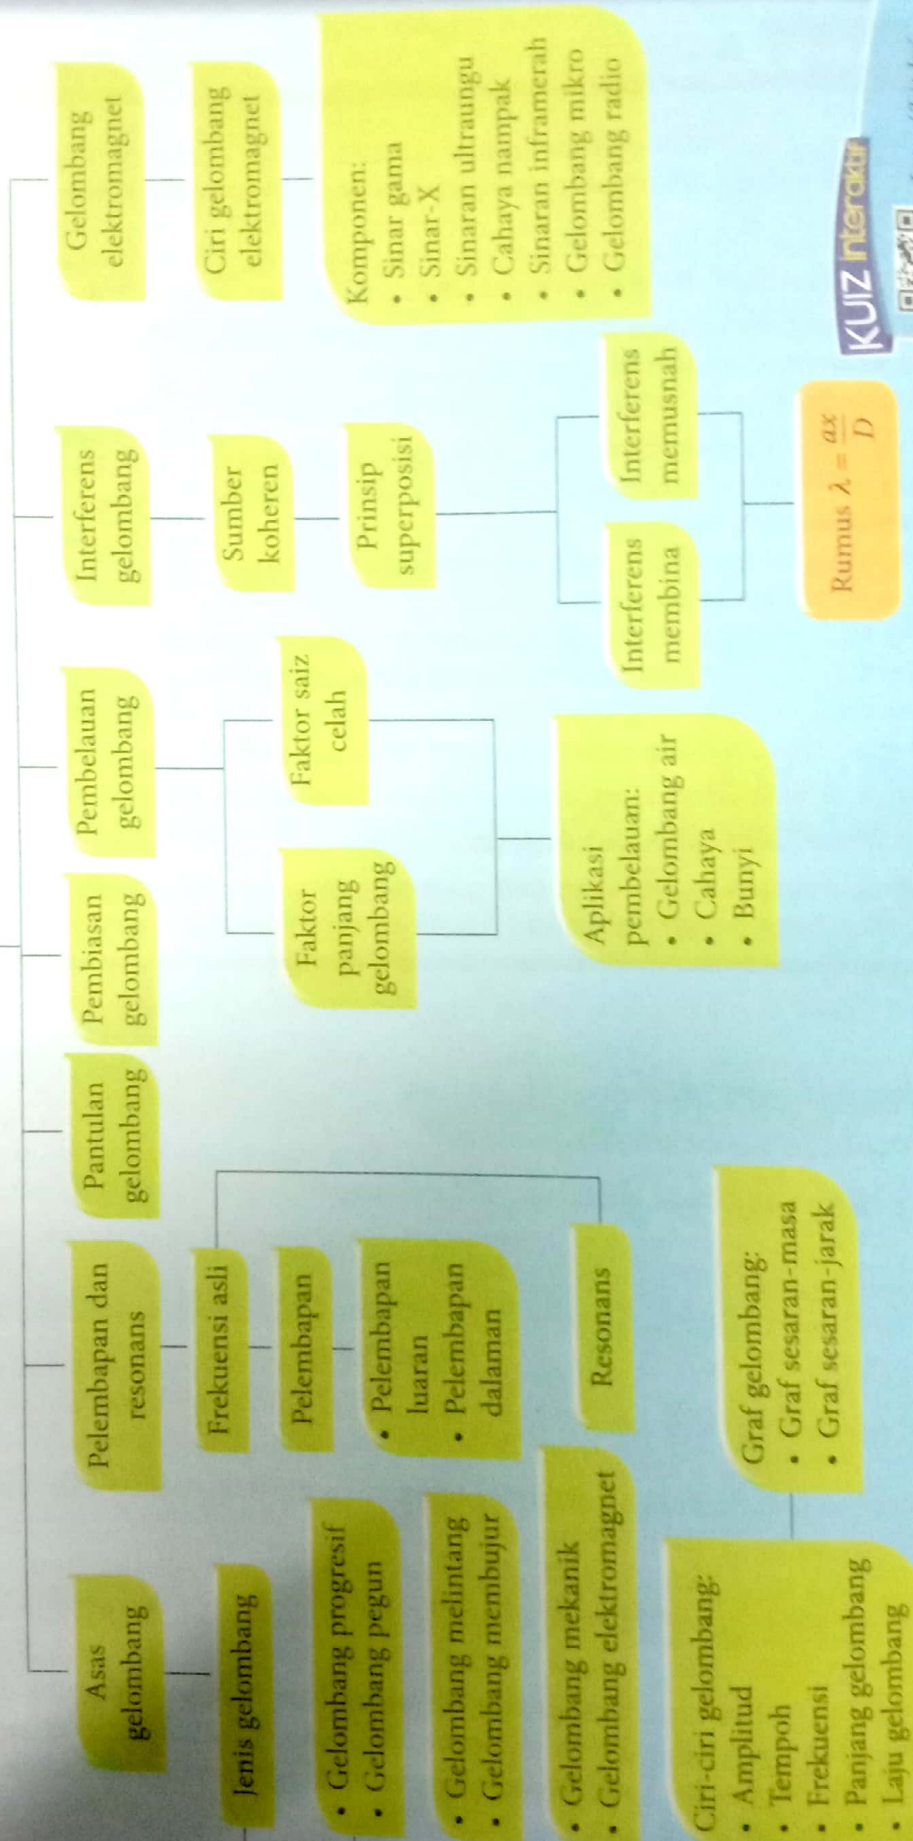 Asas
gelombang
Jenis gelombang
• Gelombang progresif
• Gelombang pegun
• Gelombang melintang
• Gelombang membujur
• Gelombang mekanik
• Gelombang elektromagnet
Ciri-ciri gelombang:
• Amplitud
• Tempoh
• Frekuensi
• Panjang gelombang
• Laju gelombang
Graf gelombang:
• Graf sesaran-masa
• Graf sesaran-jarak
Pelembapan dan
resonans
Frekuensi asli
Pelembapan
• Pelembapan
luaran
• Pelembapan
dalaman
Resonans
Pantulan
gelombang
Pembiasan
gelombang
Pembelauan
gelombang
Faktor
panjang
gelombang
Faktor saiz
celah
Aplikasi
pembelauan:
• Gelombang air
• Cahaya
• Bunyi
Interferens
gelombang
Sumber
koheren
Prinsip
superposisi
Interferens
membina
Interferens
memusnah
Rumus λ = ax/D
Gelombang
elektromagnet
Ciri gelombang
elektromagnet
Komponen:
• Sinar gama
• Sinar-X
• Sinaran ultraungu
• Cahaya nampak
• Sinaran inframerah
• Gelombang mikro
• Gelombang radio
KUIZ interaktif